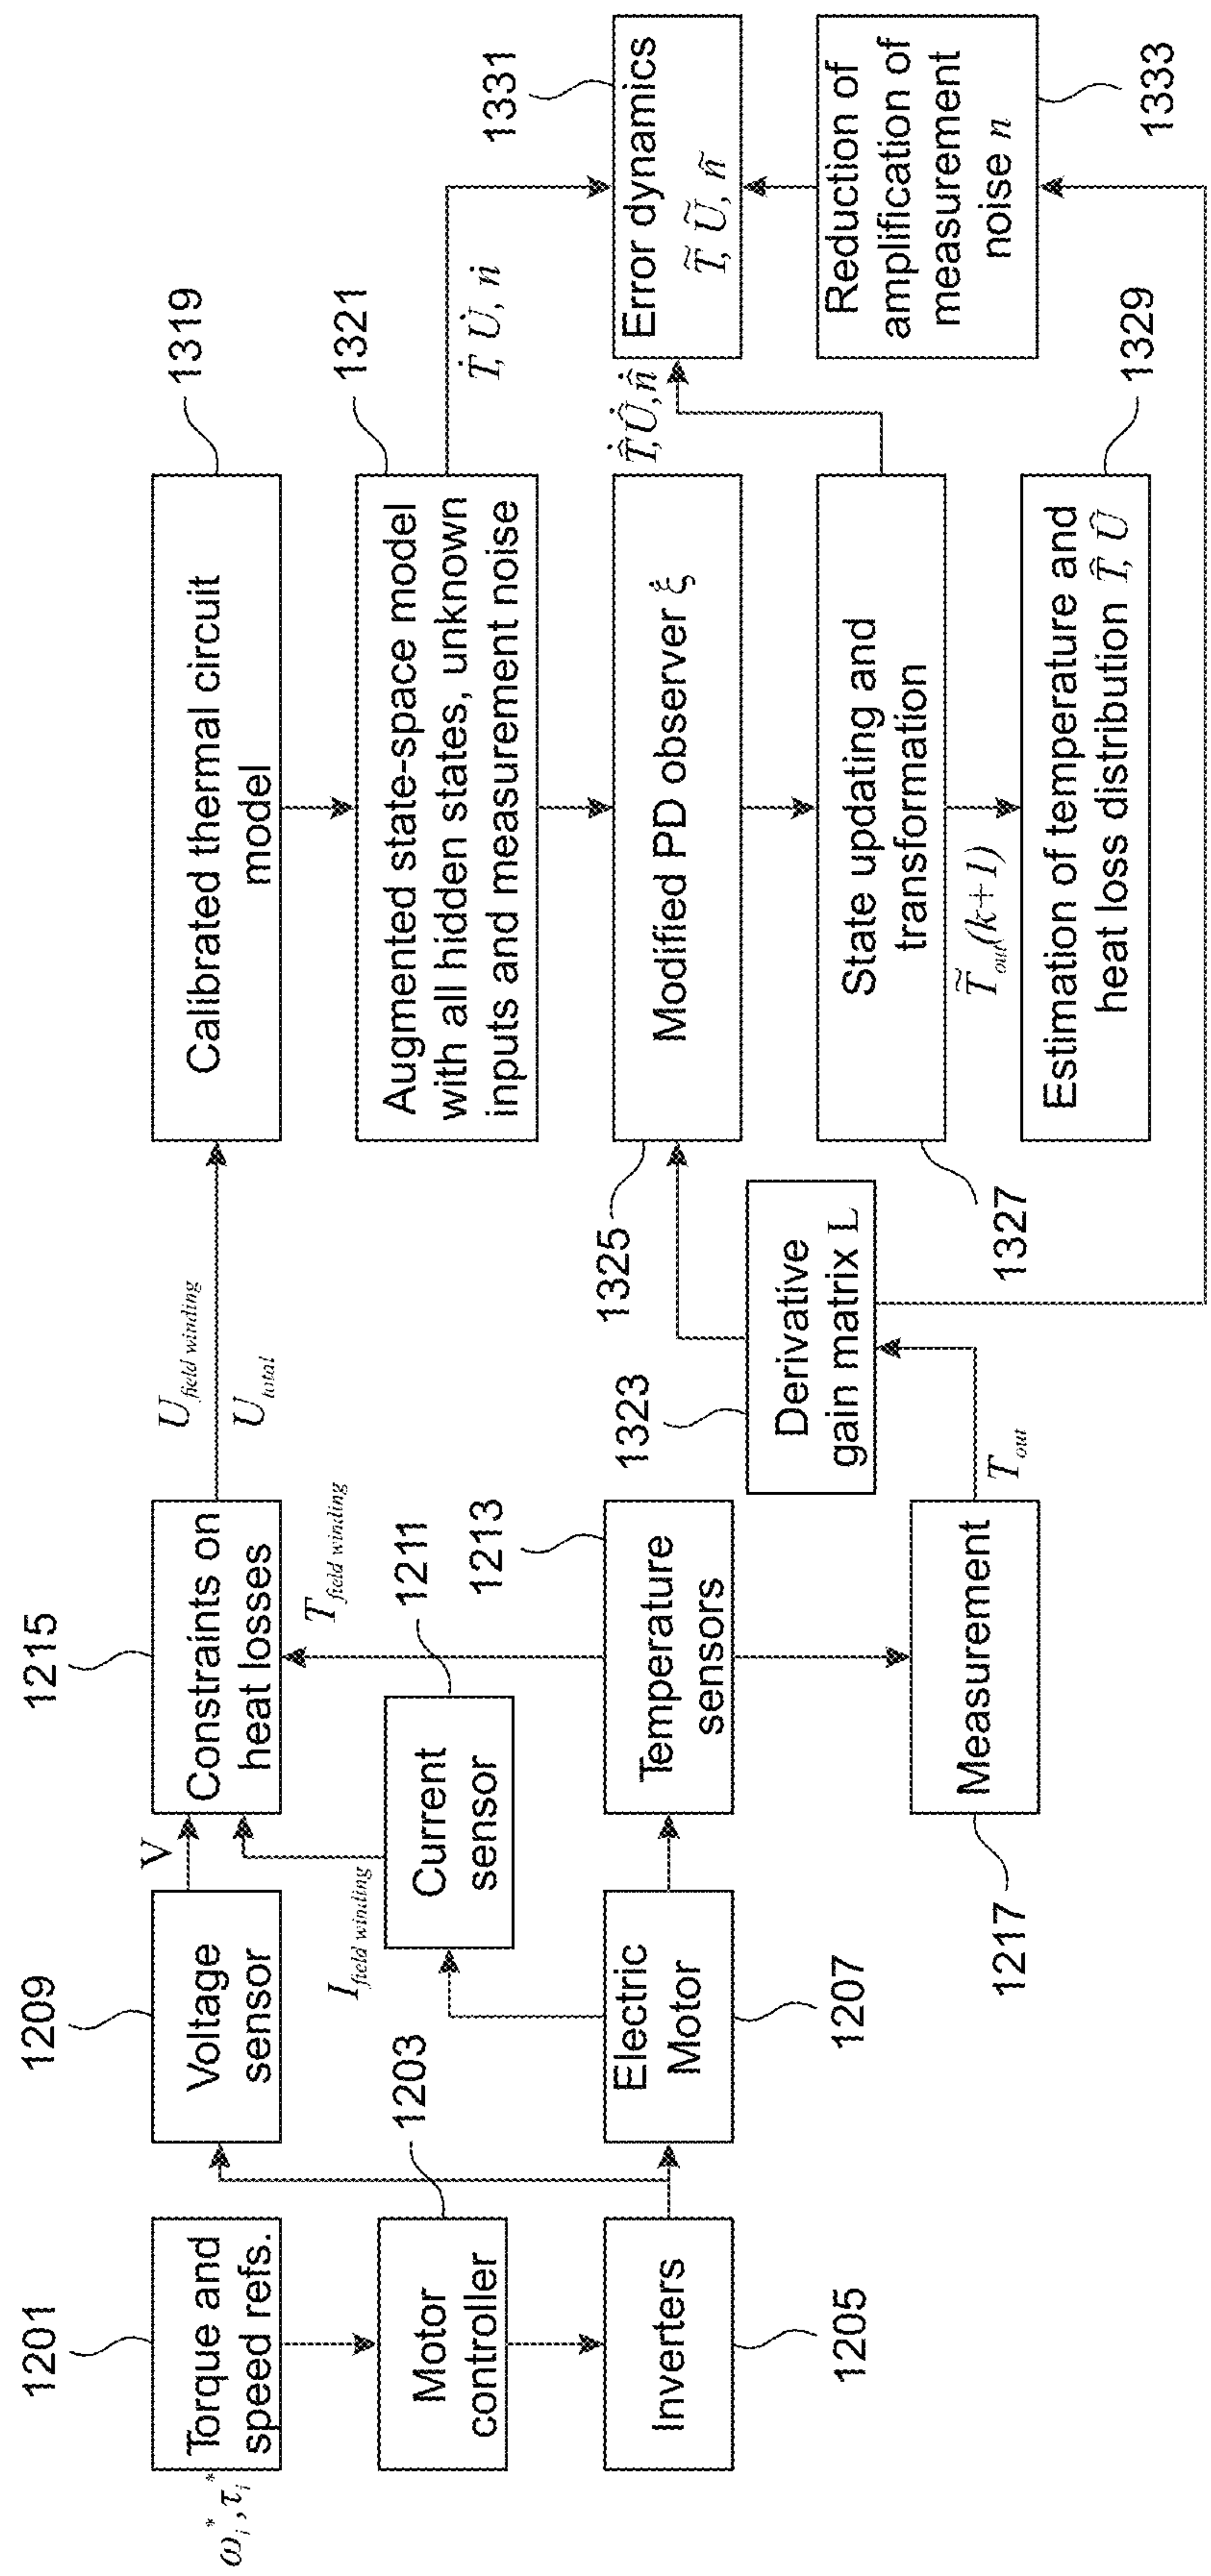 ω_i^*, τ_i^*
1201
Torque and
speed refs.
1203
Motor
controller
1205
Inverters
1207
Electric
Motor
1209
Voltage
sensor
V
I_field winding
1211
Current
sensor
1213
Temperature
sensors
T_field winding
1215
Constraints on
heat losses
1217
Measurement
T_out
U_field winding
U_total
1319
Calibrated thermal circuit
model
1321
Augmented state-space model
with all hidden states, unknown
inputs and measurement noise
Ṫ, U̇, ṅ
1323
Derivative
gain matrix L
1325
Modified PD observer ξ
1327
State updating and
transformation
T̃_out(k+1)
1329
Estimation of temperature and
heat loss distribution T̂, Û
T̂̇, Û̇, n̂̇
1331
Error dynamics
T̃, Ũ, ñ
1333
Reduction of
amplification of
measurement
noise n